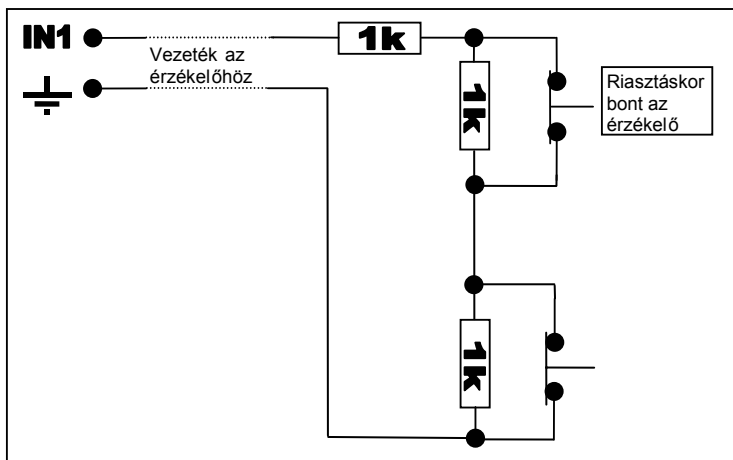 IN1
1k
Vezeték az
érzékelőhöz
1k
Riasztáskor
bont az
érzékelő
1k